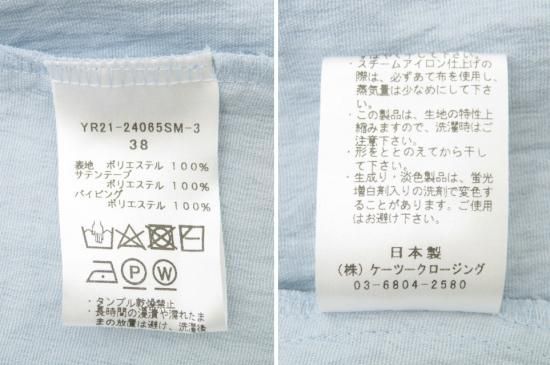 YR21-24065SM-3
38
表地 ポリエステル 100%
サテンテープ
ポリエステル 100%
パイピング
ポリエステル 100%
P W
・タンブル乾燥禁止
・長時間の浸漬や濡れたま
まの放置は避け、洗濯後
干して下さい。
・スチームアイロン仕上げの
際は、必ずあて布を使用し、
蒸気量は少なめにして下さ
い。
・この製品は、生地の特性上
縮みますので、洗濯時はご
注意下さい。
・形をととのえてから干し
て下さい。
・生成り・淡色製品は、蛍光
増白剤入りの洗剤で変色す
ることがあります。ご使用
はお避け下さい。
日本製
(株) ケーツークロージング
03-6804-2580